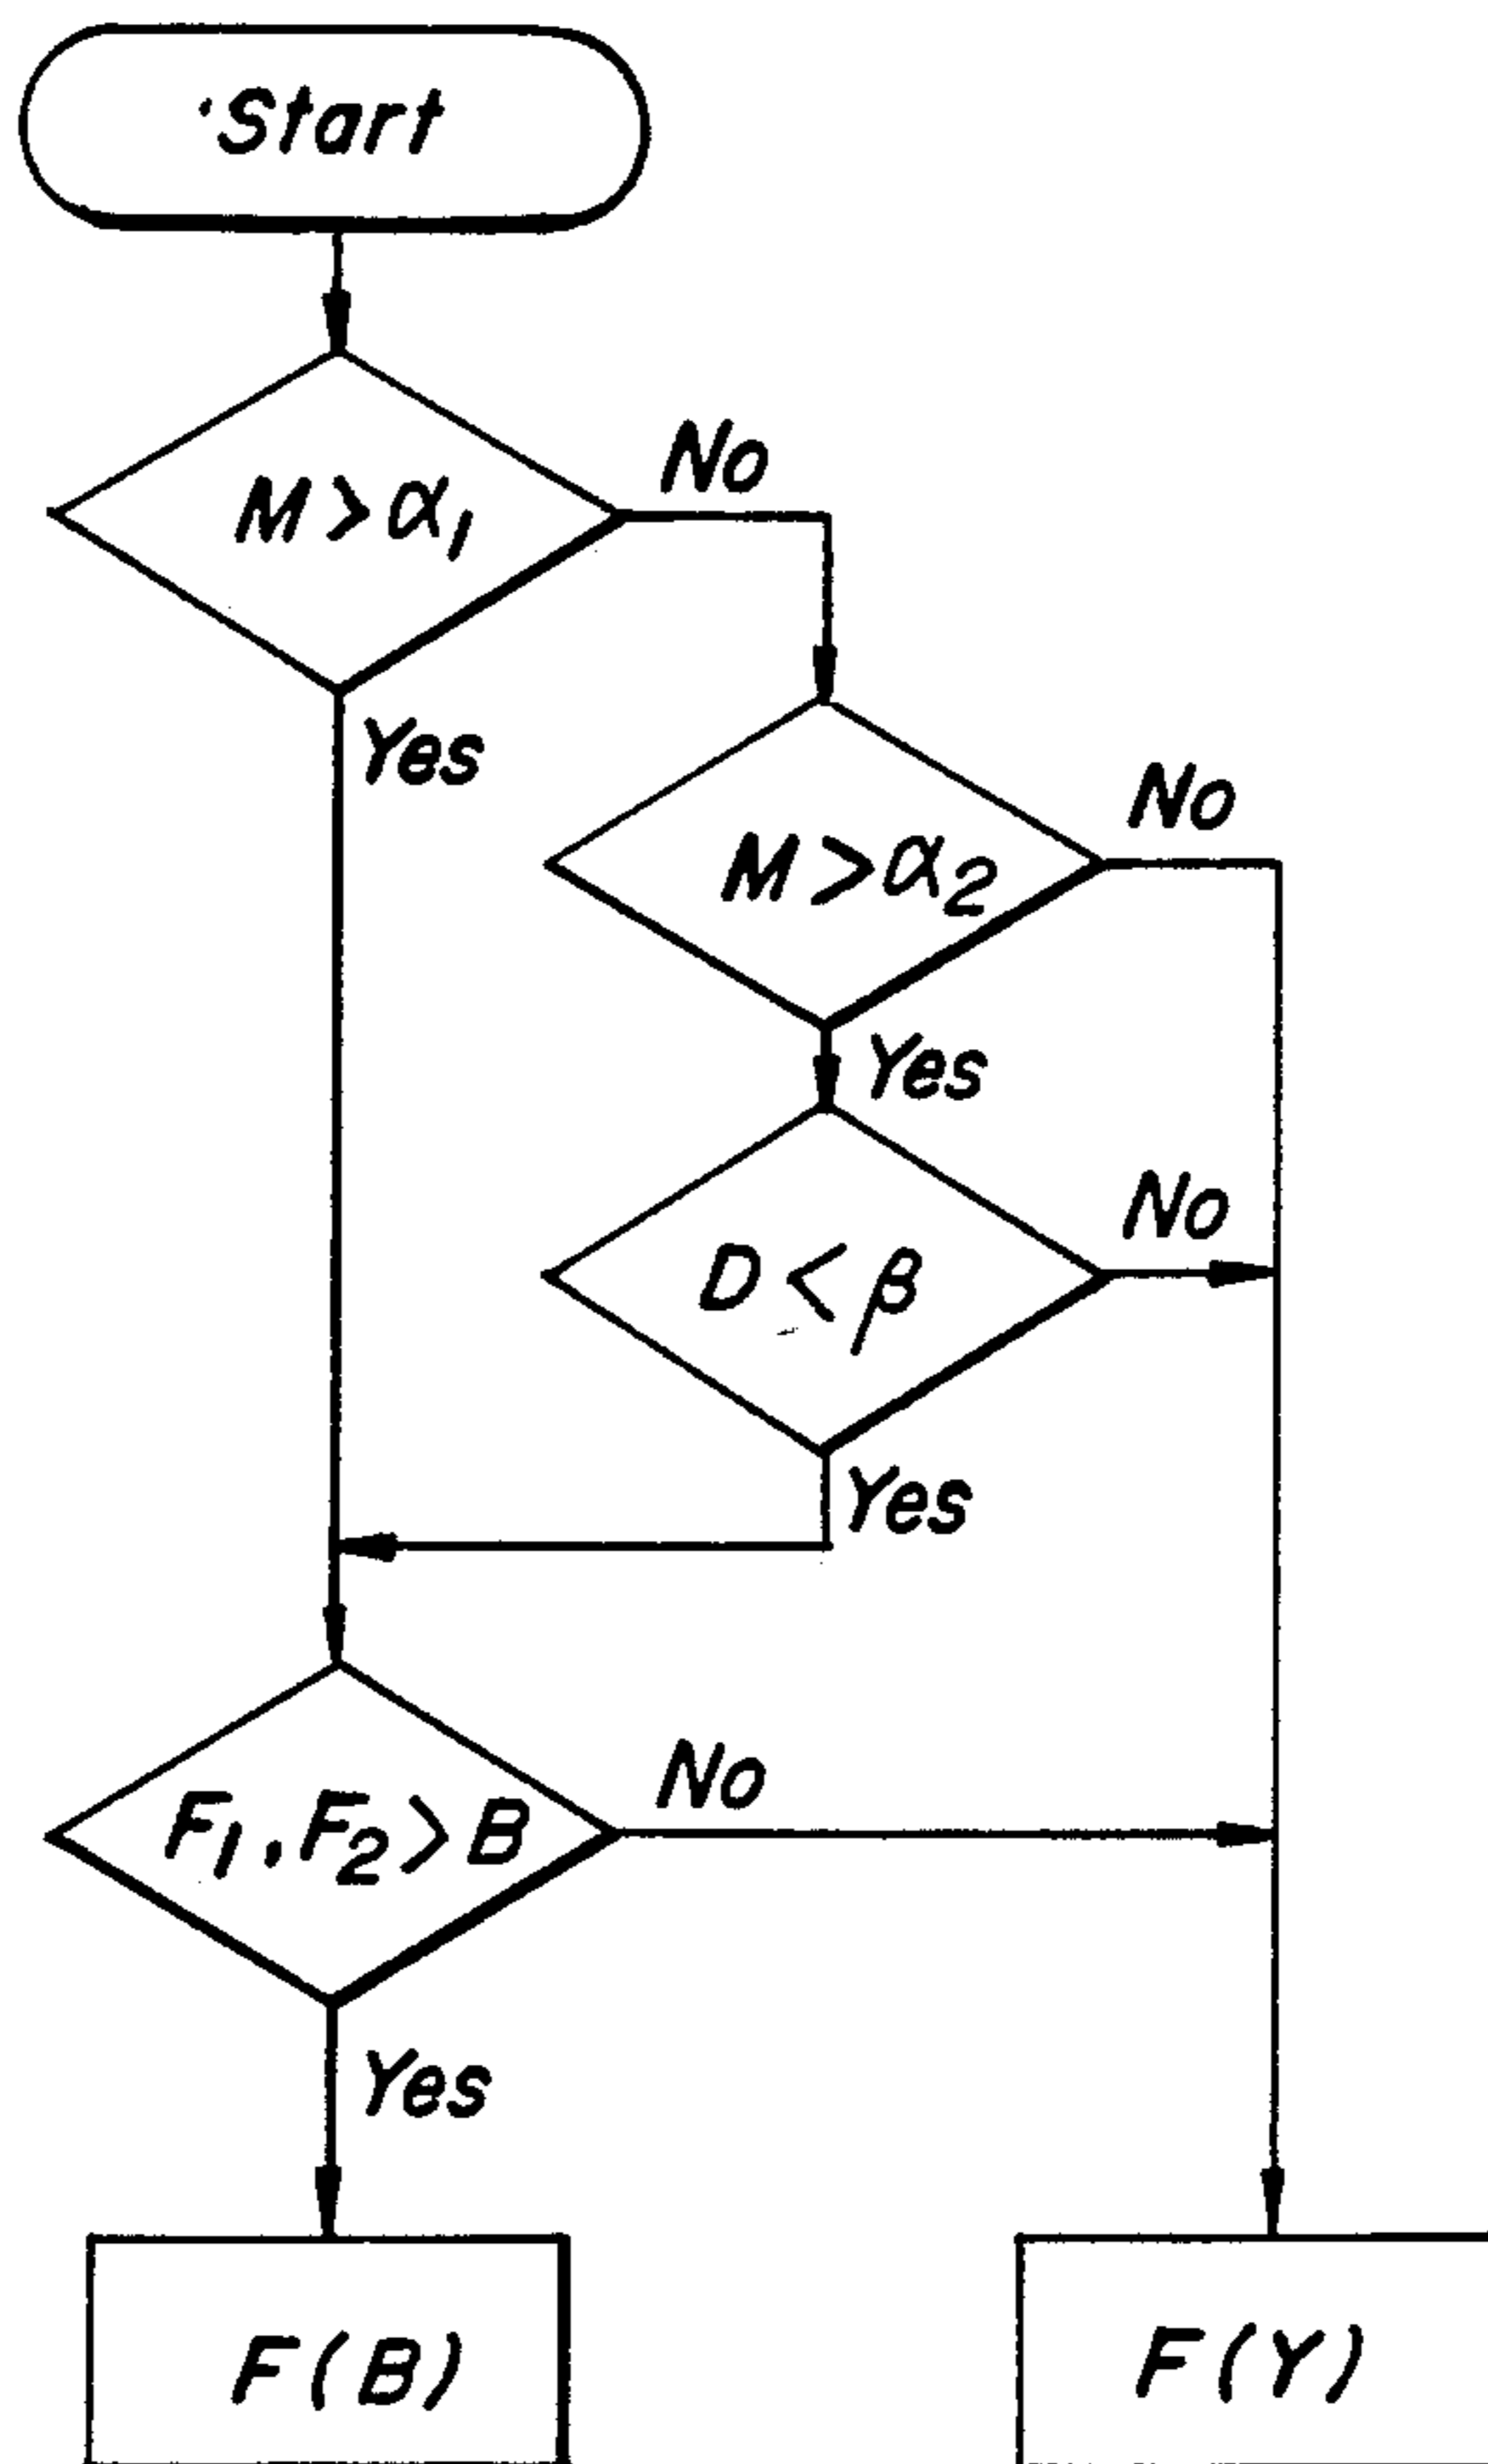 Start
M>α1
No
Yes
M>α2
No
Yes
D<β
No
Yes
F1,F2>B
No
Yes
F(B)
F(Y)